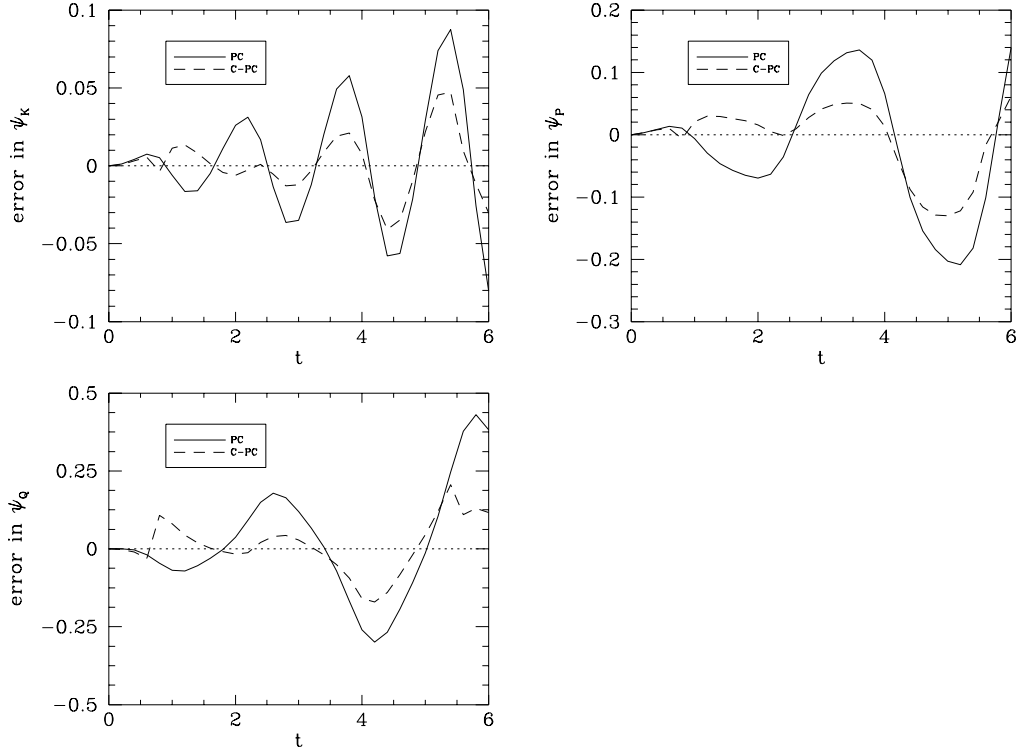 0.1 0.2
PC PC
C-PC C-PC
0.05 0.1
error in ψK 0 error in ψP 0
−0.05 −0.1
−0.2
−0.1 −0.3
0 2 4 6 0 2 4 6
t t
0.5
PC
C-PC
0.25
error in ψQ 0
−0.25
−0.5
0 2 4 6
t